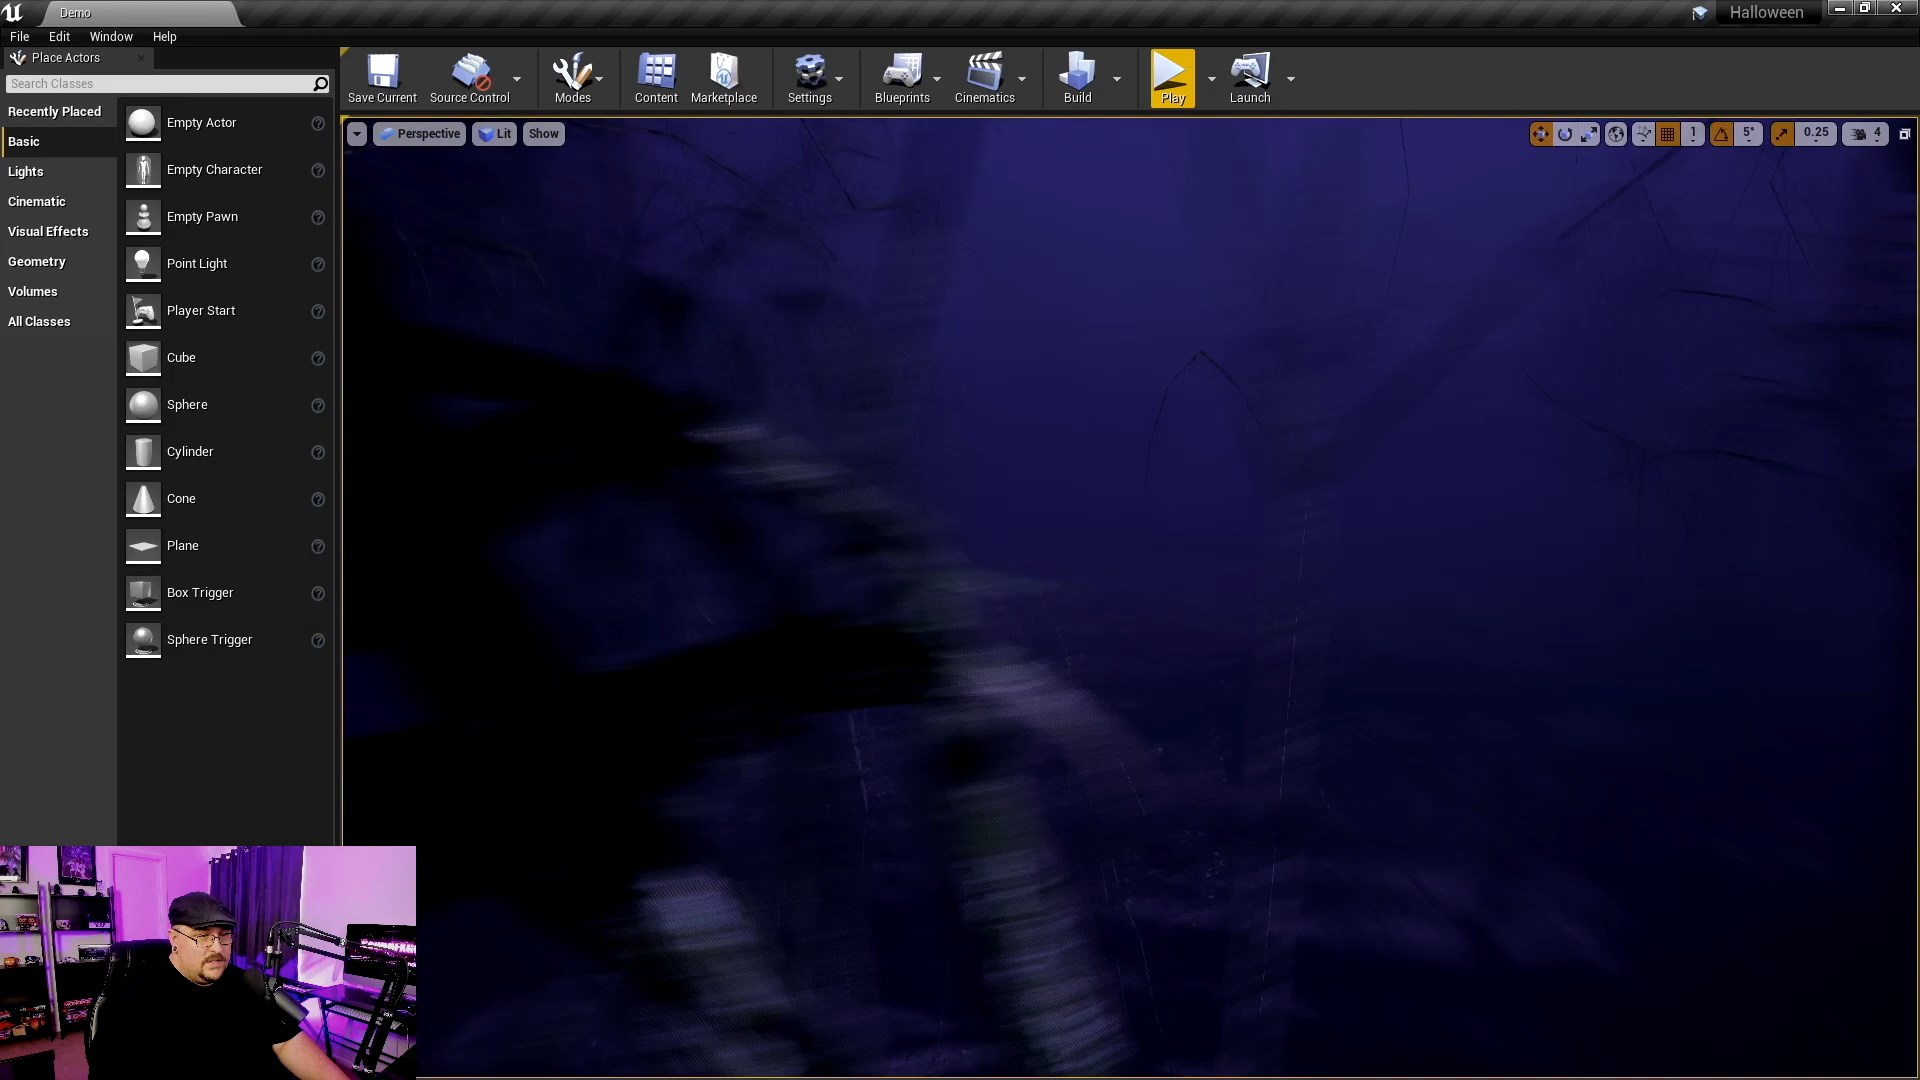 Demo
Halloween
File Edit Window Help
Place Actors
Search Classes
Recently Placed
Basic
Lights
Cinematic
Visual Effects
Geometry
Volumes
All Classes
Empty Actor
Empty Character
Empty Pawn
Point Light
Player Start
Cube
Sphere
Cylinder
Cone
Plane
Box Trigger
Sphere Trigger
Save Current Source Control Modes Content Marketplace Settings Blueprints Cinematics Build Play Launch
Perspective Lit Show
1 5° 0.25 4